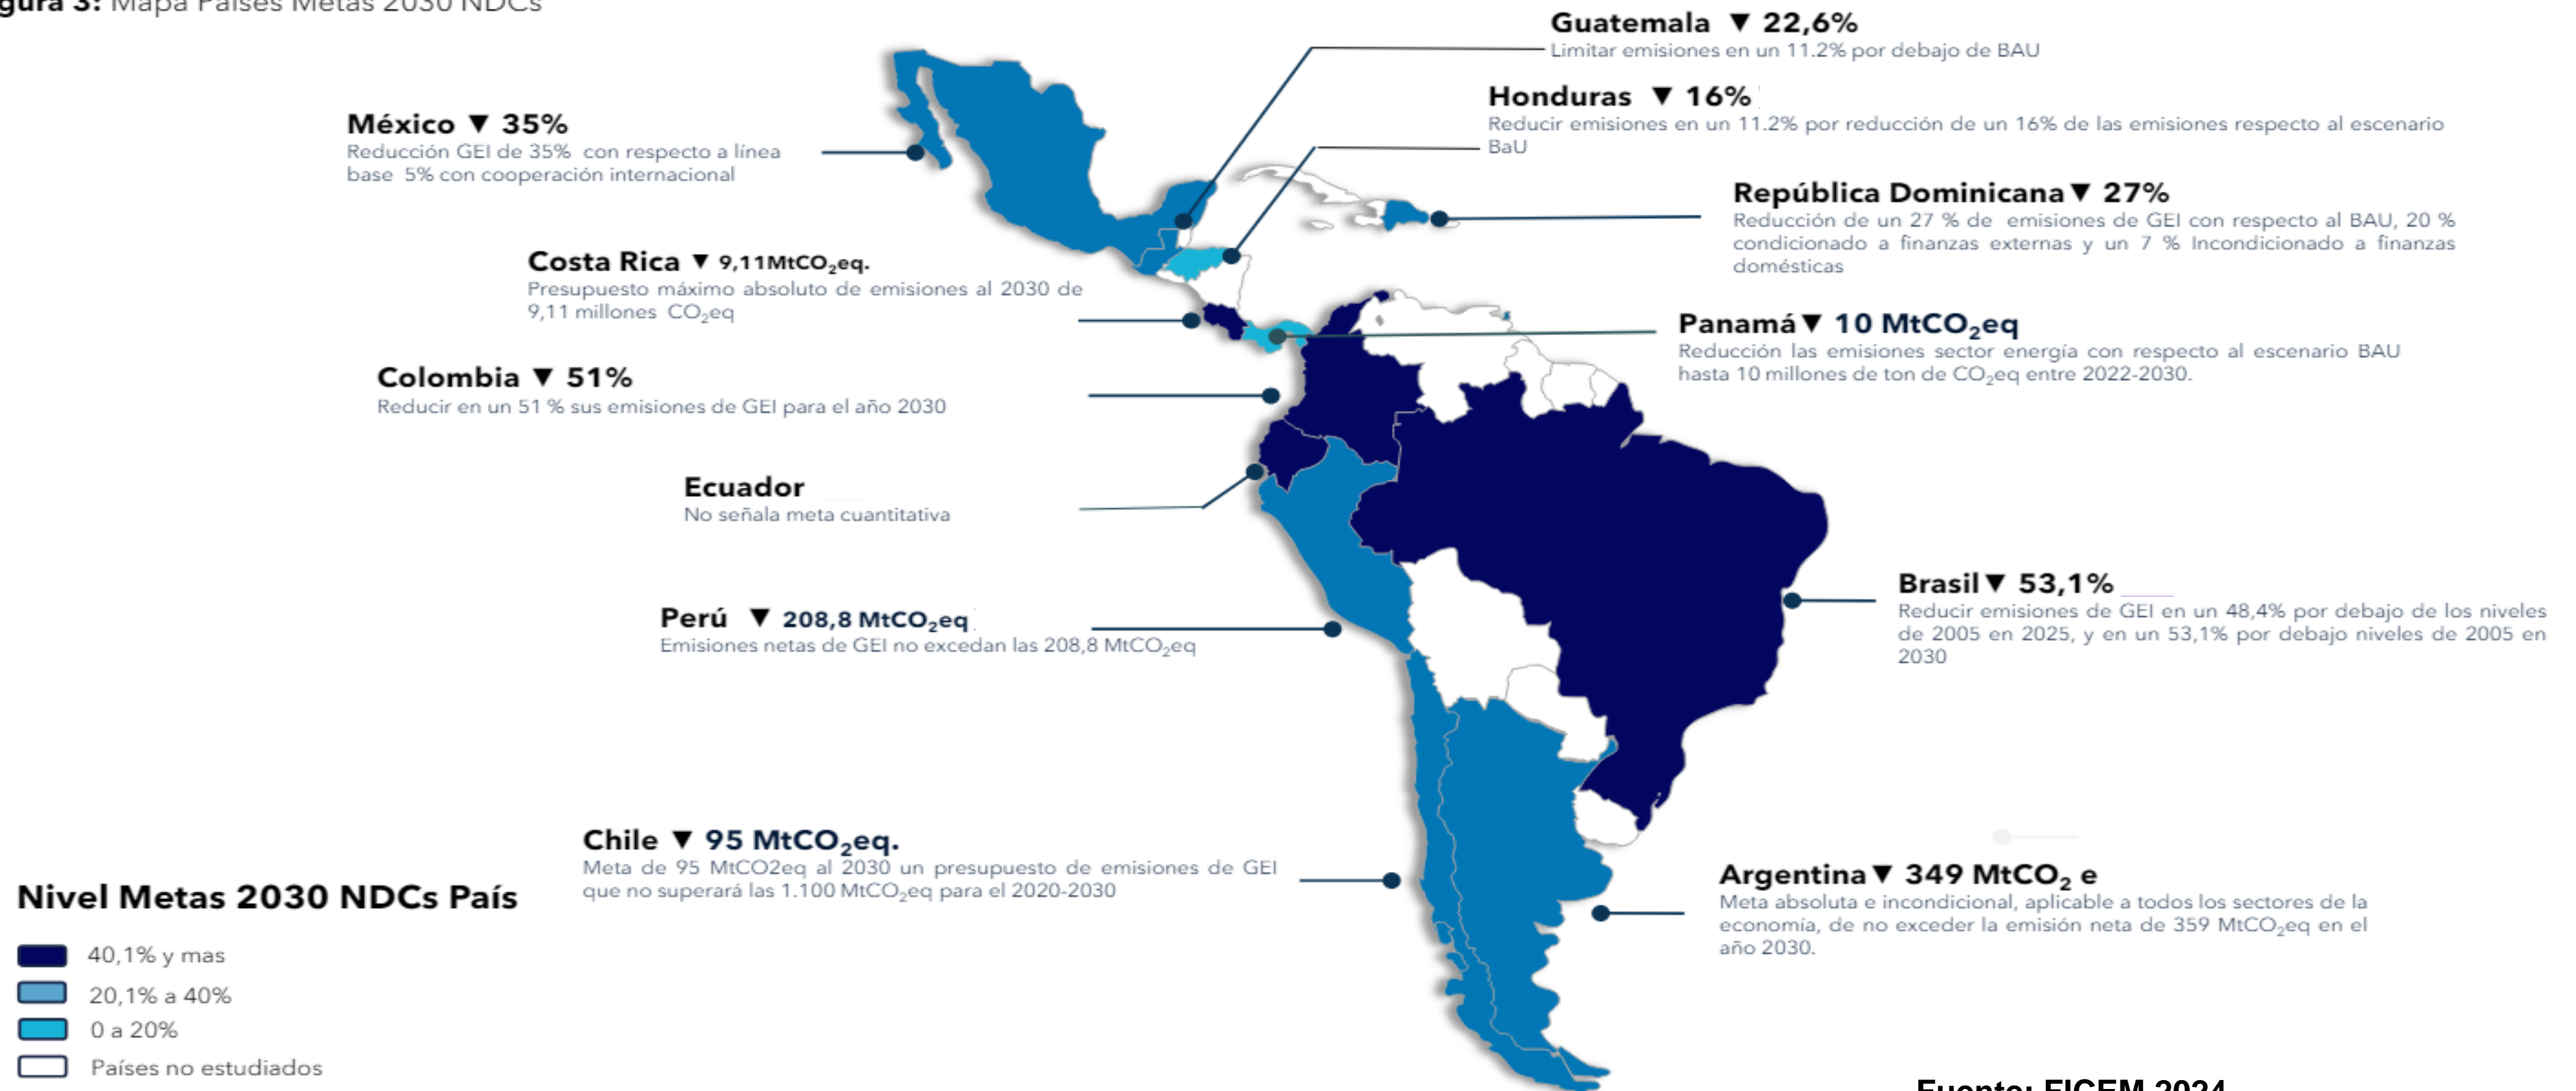 gura 3: Mapa Países Metas 2030 NDCs
Guatemala ▼ 22,6%
Limitar emisiones en un 11.2% por debajo de BAU
Honduras ▼ 16%
Reducir emisiones en un 11.2% por reducción de un 16% de las emisiones respecto al escenario
BaU
México ▼ 35%
Reducción GEI de 35% con respecto a línea
base 5% con cooperación internacional
República Dominicana▼ 27%
Reducción de un 27 % de emisiones de GEI con respecto al BAU, 20 %
condicionado a finanzas externas y un 7 % Incondicionado a finanzas
domésticas
Costa Rica ▼ 9,11MtCO₂eq.
Presupuesto máximo absoluto de emisiones al 2030 de
9,11 millones CO₂eq
Panamá▼ 10 MtCO₂eq
Reducción las emisiones sector energía con respecto al escenario BAU
hasta 10 millones de ton de CO₂eq entre 2022-2030.
Colombia ▼ 51%
Reducir en un 51 % sus emisiones de GEI para el año 2030
Ecuador
No señala meta cuantitativa
Brasil▼ 53,1%
Reducir emisiones de GEI en un 48,4% por debajo de los niveles
de 2005 en 2025, y en un 53,1% por debajo niveles de 2005 en
2030
Perú ▼ 208,8 MtCO₂eq
Emisiones netas de GEI no excedan las 208,8 MtCO₂eq
Chile ▼ 95 MtCO₂eq.
Meta de 95 MtCO2eq al 2030 un presupuesto de emisiones de GEI
que no superará las 1.100 MtCO₂eq para el 2020-2030
Argentina▼ 349 MtCO₂ e
Meta absoluta e incondicional, aplicable a todos los sectores de la
economía, de no exceder la emisión neta de 359 MtCO₂eq en el
año 2030.
Nivel Metas 2030 NDCs País
40,1% y mas
20,1% a 40%
0 a 20%
Países no estudiados
Fuente: FICEM 2024